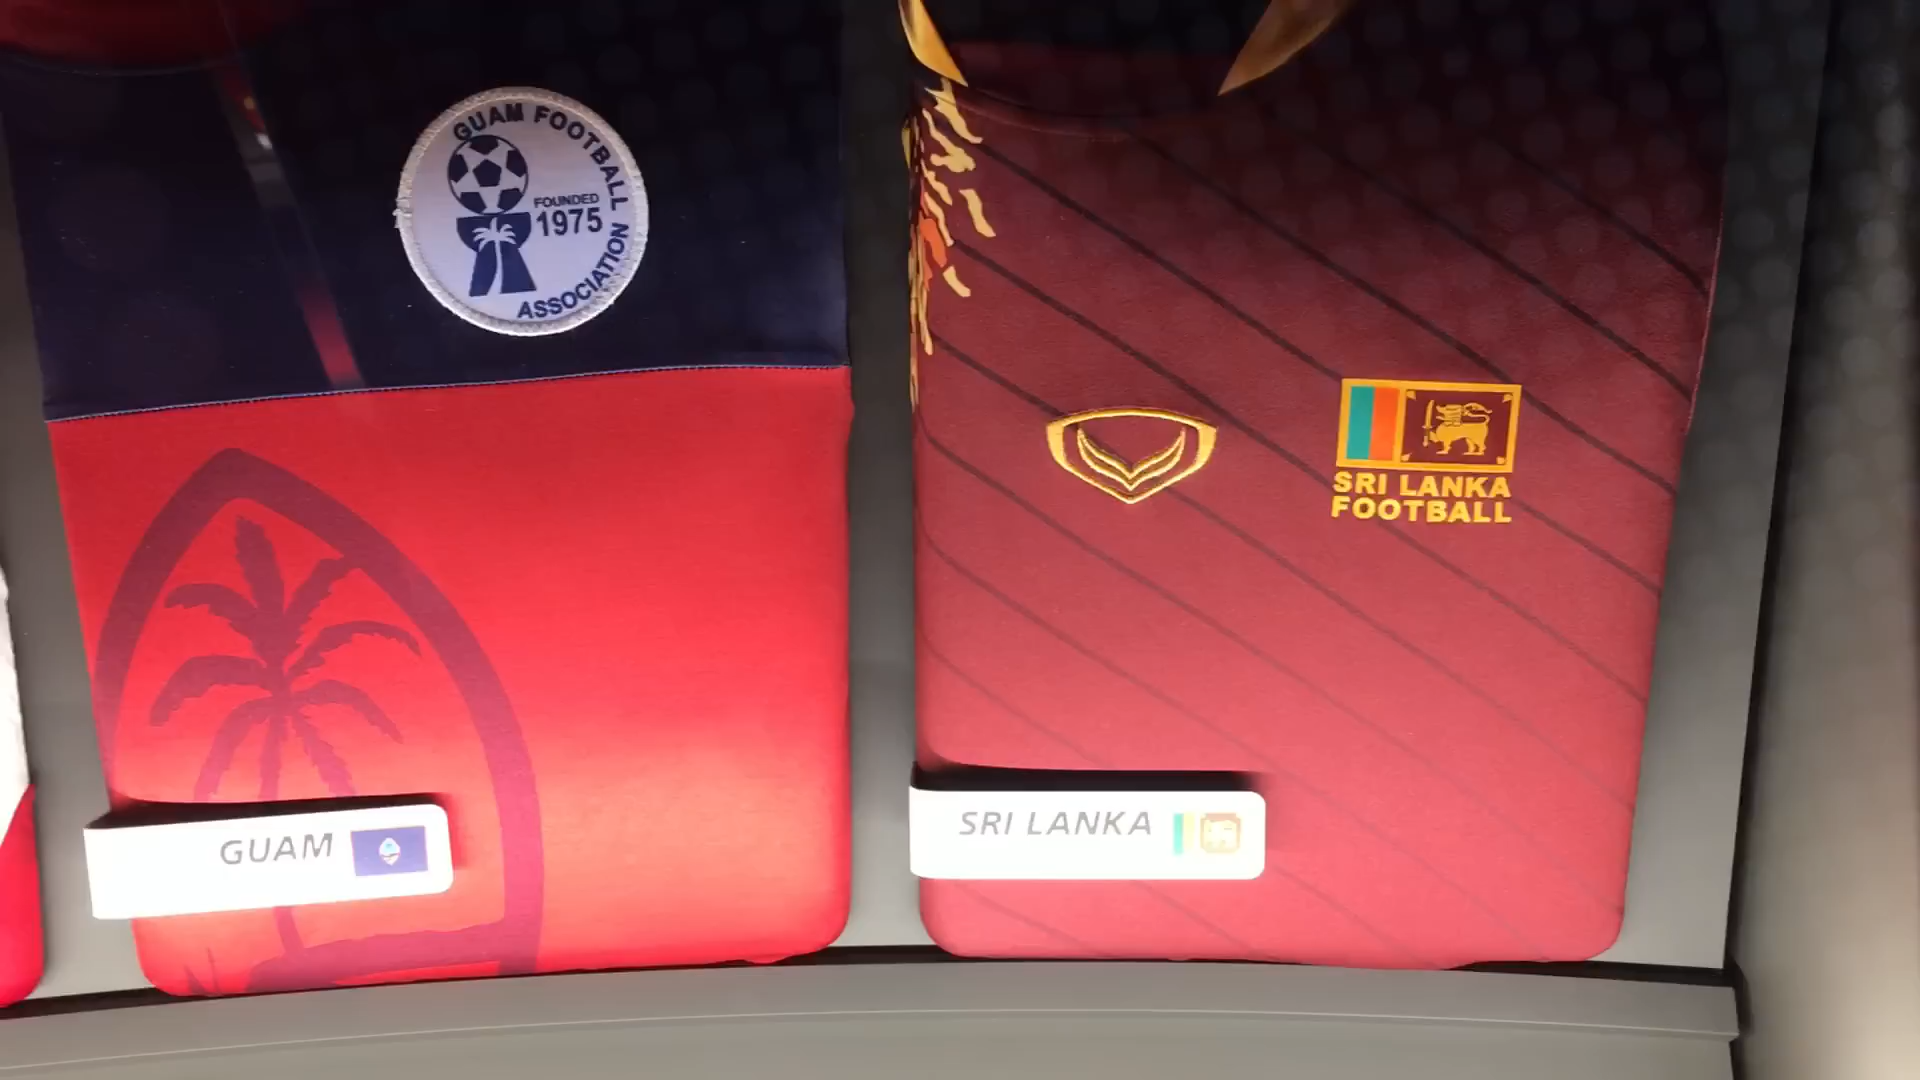 GUAM FOOTBALL ASSOCIATION
FOUNDED
1975
SRI LANKA
FOOTBALL
GUAM
SRI LANKA